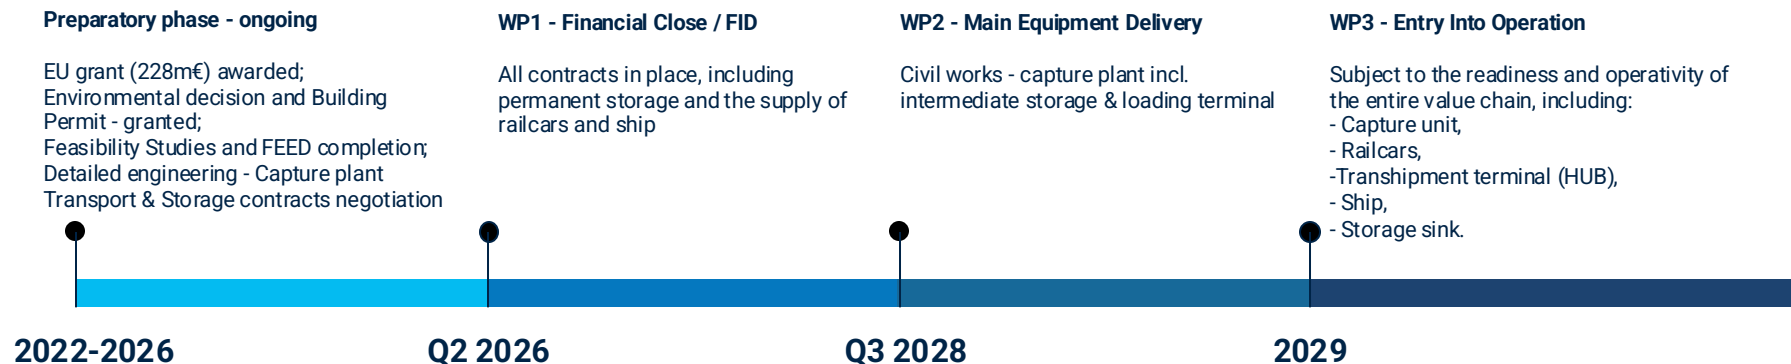 Preparatory phase - ongoing
EU grant (228m€) awarded;
Environmental decision and Building
Permit - granted;
Feasibility Studies and FEED completion;
Detailed engineering - Capture plant
Transport & Storage contracts negotiation
WP1 - Financial Close / FID
All contracts in place, including
permanent storage and the supply of
railcars and ship
WP2 - Main Equipment Delivery
Civil works - capture plant incl.
intermediate storage & loading terminal
WP3 - Entry Into Operation
Subject to the readiness and operativity of
the entire value chain, including:
- Capture unit,
- Railcars,
-Transhipment terminal (HUB),
- Ship,
- Storage sink.
2022-2026
Q2 2026
Q3 2028
2029